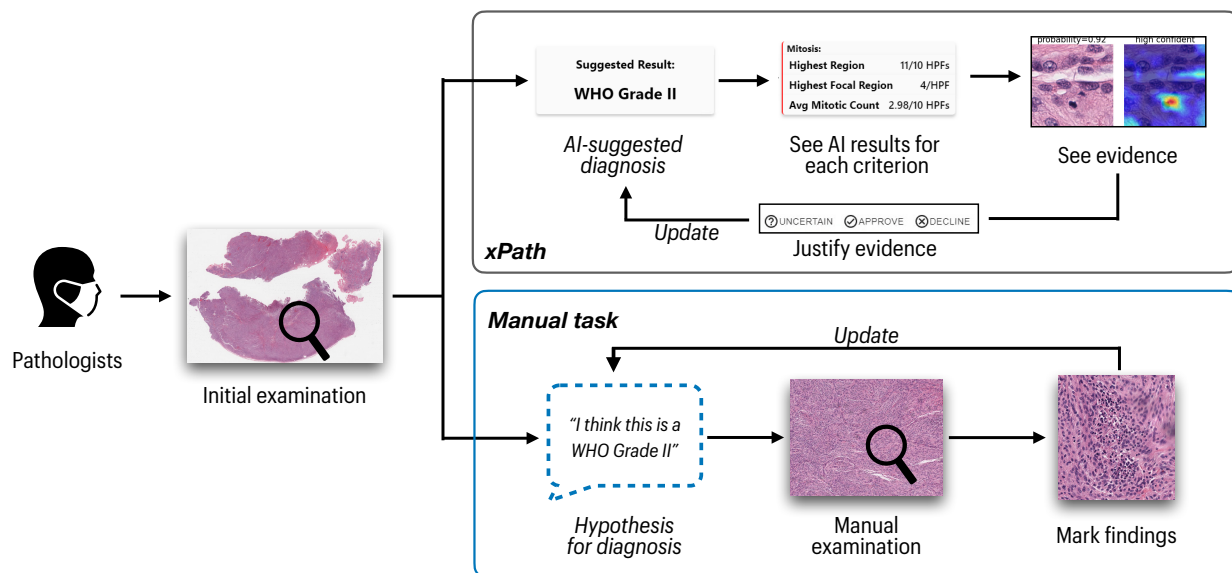 Pathologists
Initial examination
Suggested Result:
WHO Grade II
AI-suggested
diagnosis
Mitosis:
Highest Region 11/10 HPFs
Highest Focal Region 4/HPF
Avg Mitotic Count 2.98/10 HPFs
See AI results for
each criterion
probability=0.92 high confident
See evidence
UNCERTAIN APPROVE DECLINE
Justify evidence
Update
xPath
Manual task
Update
“I think this is a
WHO Grade II”
Hypothesis
for diagnosis
Manual
examination
Mark findings